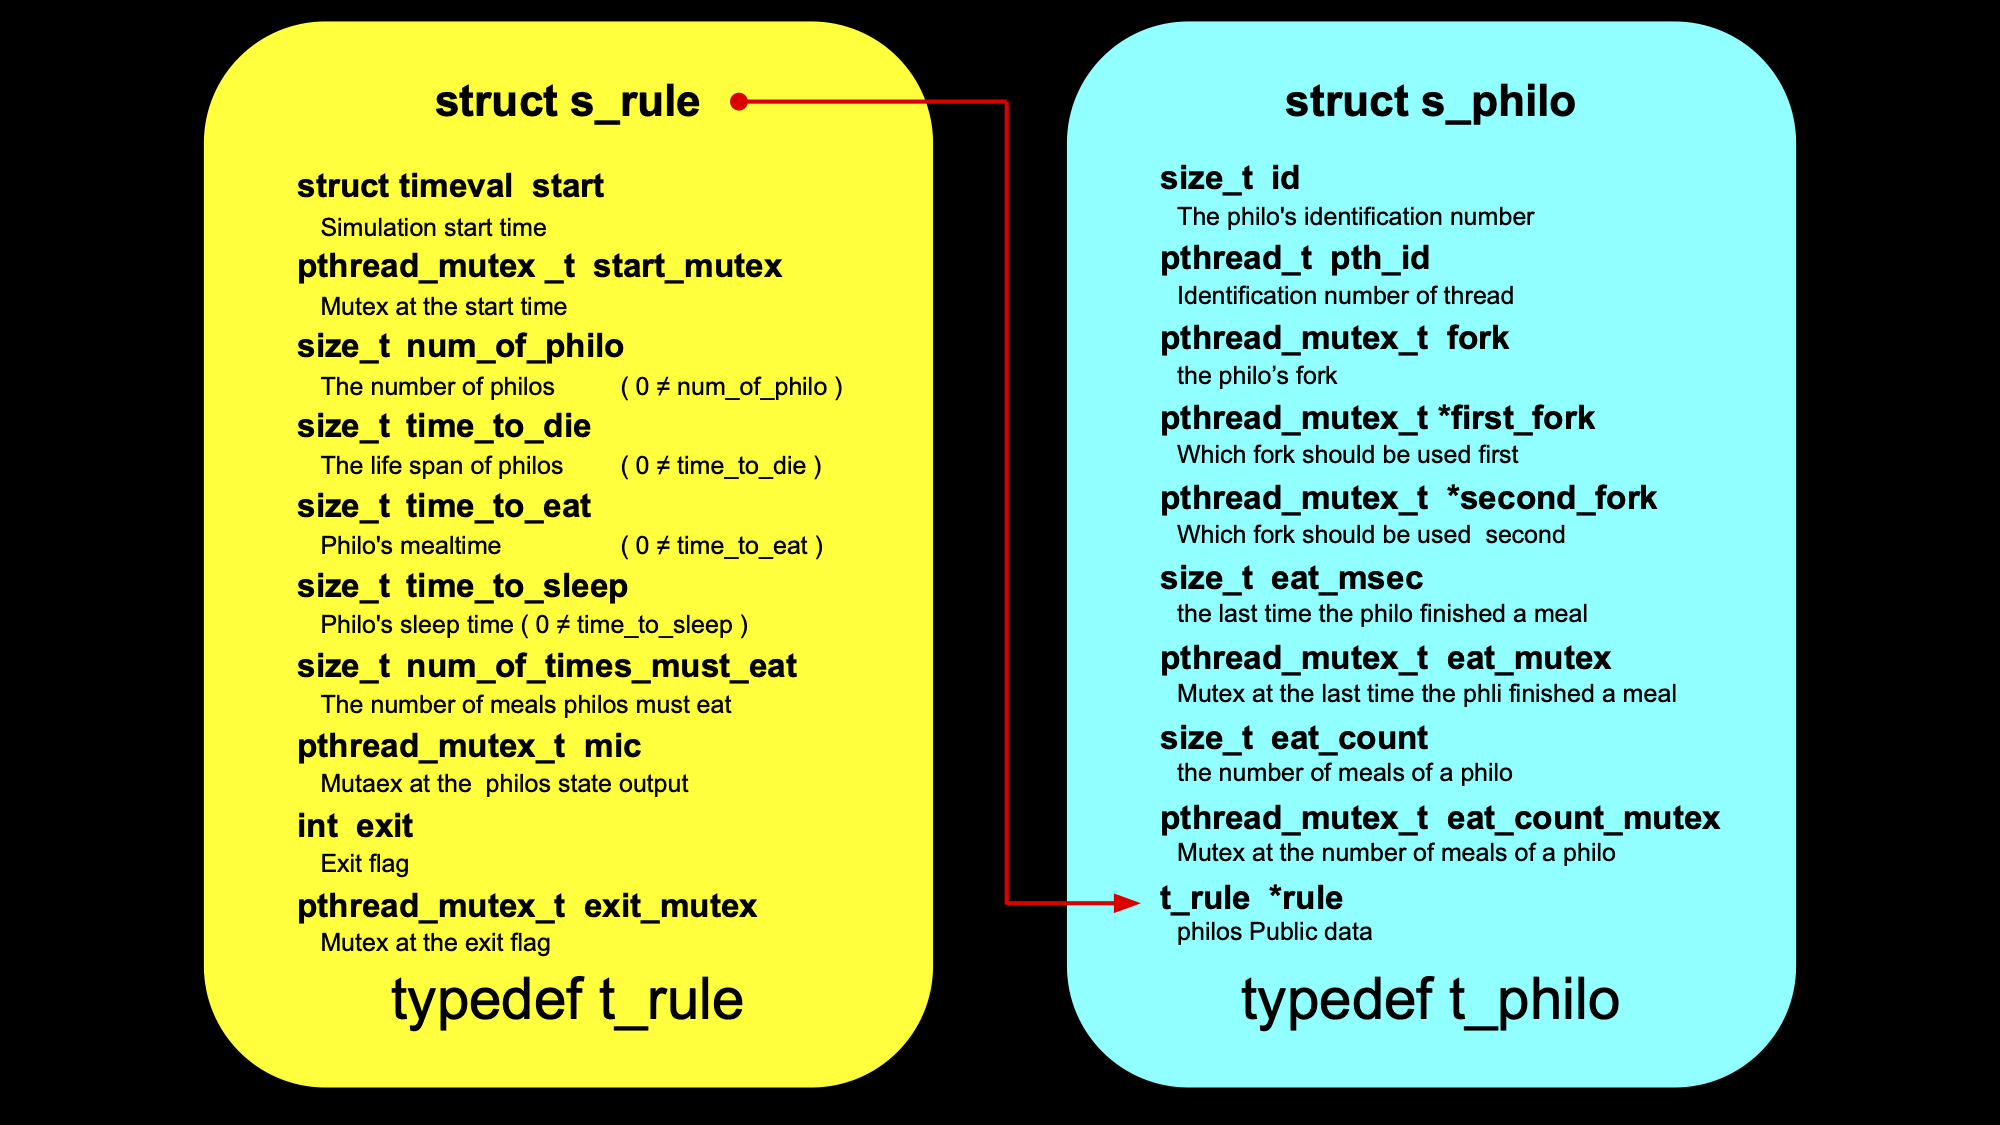 struct s_rule
struct timeval start
Simulation start time
pthread_mutex _t start_mutex
Mutex at the start time
size_t num_of_philo
The number of philos ( 0 ≠ num_of_philo )
size_t time_to_die
The life span of philos ( 0 ≠ time_to_die )
size_t time_to_eat
Philo's mealtime ( 0 ≠ time_to_eat )
size_t time_to_sleep
Philo's sleep time ( 0 ≠ time_to_sleep )
size_t num_of_times_must_eat
The number of meals philos must eat
pthread_mutex_t mic
Mutaex at the philos state output
int exit
Exit flag
pthread_mutex_t exit_mutex
Mutex at the exit flag
typedef t_rule
struct s_philo
size_t id
The philo's identification number
pthread_t pth_id
Identification number of thread
pthread_mutex_t fork
the philo’s fork
pthread_mutex_t *first_fork
Which fork should be used first
pthread_mutex_t *second_fork
Which fork should be used second
size_t eat_msec
the last time the philo finished a meal
pthread_mutex_t eat_mutex
Mutex at the last time the phli finished a meal
size_t eat_count
the number of meals of a philo
pthread_mutex_t eat_count_mutex
Mutex at the number of meals of a philo
t_rule *rule
philos Public data
typedef t_philo